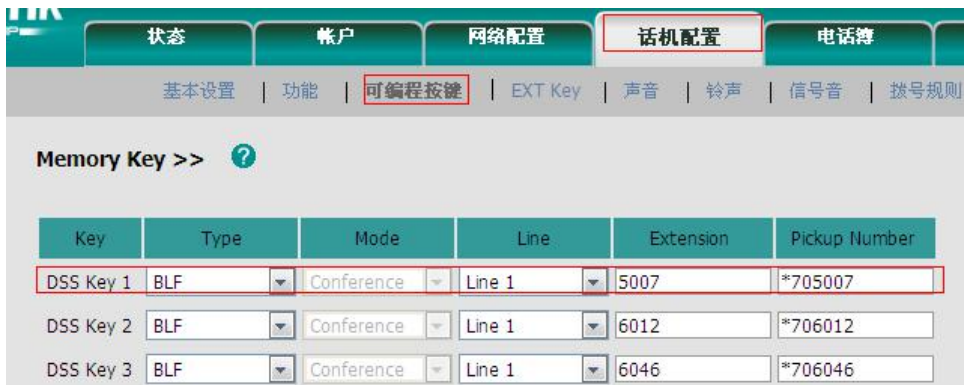 状态 帐户 网络配置 话机配置 电话簿
基本设置 | 功能 | 可编程按键 | EXT Key | 声音 | 铃声 | 信号音 | 拨号规则
Memory Key >> ?
Key Type Mode Line Extension Pickup Number
DSS Key 1 BLF Conference Line 1 5007 *705007
DSS Key 2 BLF Conference Line 1 6012 *706012
DSS Key 3 BLF Conference Line 1 6046 *706046